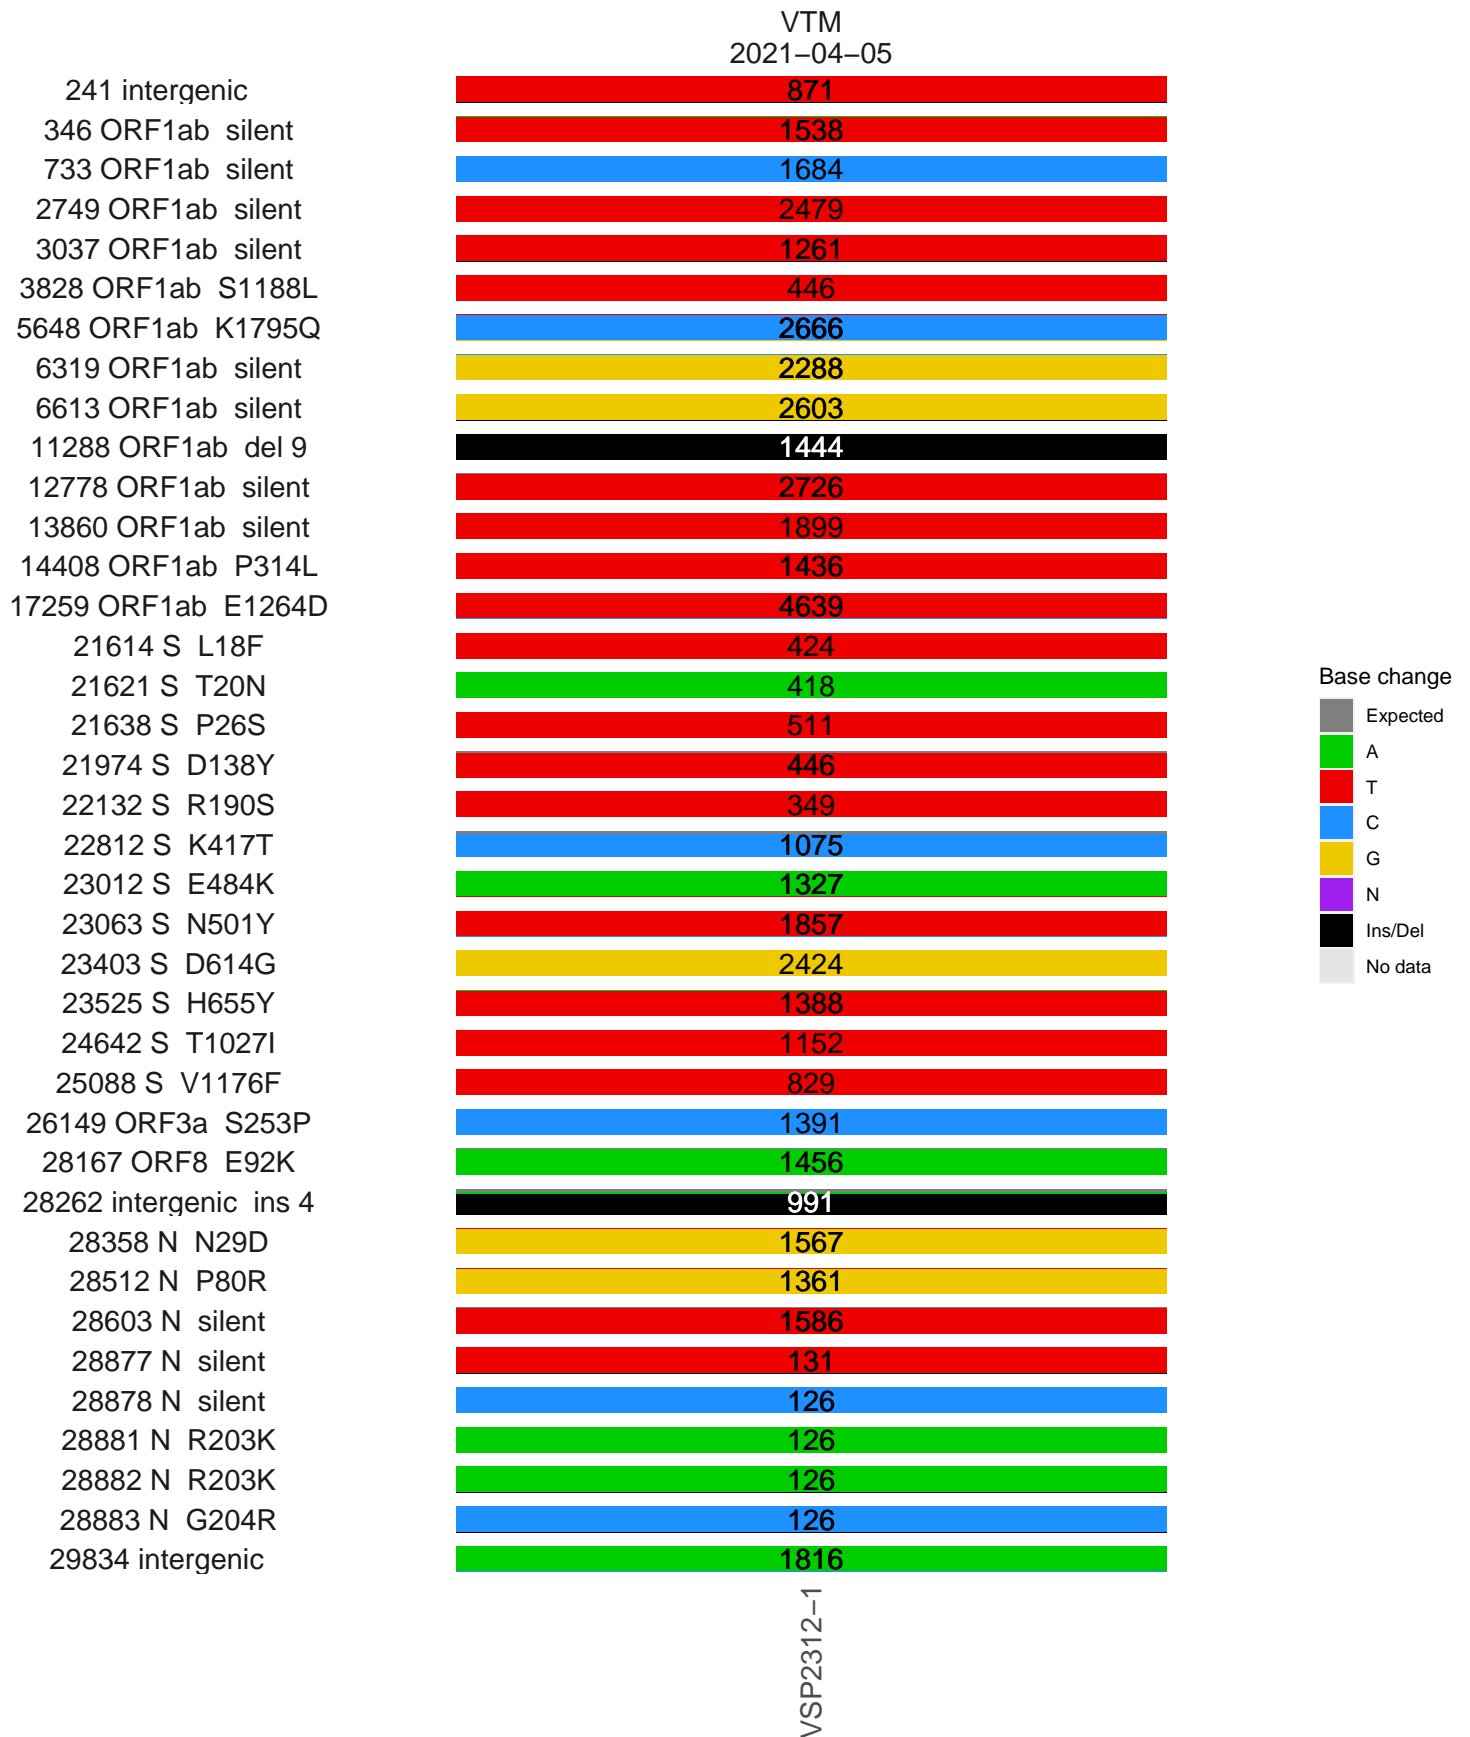 VTM
2021−04−05
241 intergenic 871
346 ORF1ab silent 1538
733 ORF1ab silent 1684
2749 ORF1ab silent 2479
3037 ORF1ab silent 1261
3828 ORF1ab S1188L 446
5648 ORF1ab K1795Q 2666
6319 ORF1ab silent 2288
6613 ORF1ab silent 2603
11288 ORF1ab del 9 1444
12778 ORF1ab silent 2726
13860 ORF1ab silent 1899
14408 ORF1ab P314L 1436
17259 ORF1ab E1264D 4639
21614 S L18F 424
21621 S T20N 418
21638 S P26S 511
21974 S D138Y 446
22132 S R190S 349
22812 S K417T 1075
23012 S E484K 1327
23063 S N501Y 1857
23403 S D614G 2424
23525 S H655Y 1388
24642 S T1027I 1152
25088 S V1176F 829
26149 ORF3a S253P 1391
28167 ORF8 E92K 1456
28262 intergenic ins 4 991
28358 N N29D 1567
28512 N P80R 1361
28603 N silent 1586
28877 N silent 131
28878 N silent 126
28881 N R203K 126
28882 N R203K 126
28883 N G204R 126
29834 intergenic 1816
VSP2312−1
Base change
Expected
A
T
C
G
N
Ins/Del
No data